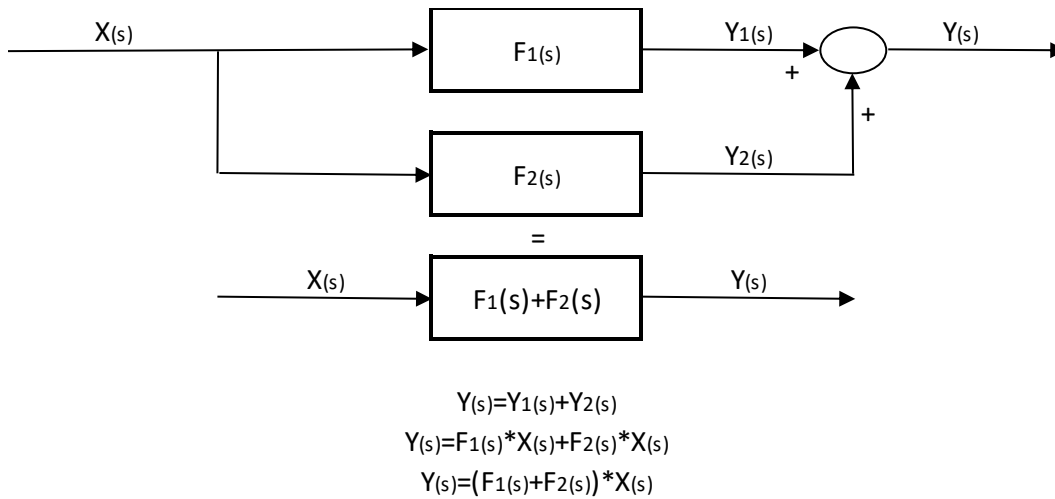 X(s)
F1(s)
Y1(s)
Y(s)
+
+
F2(s)
Y2(s)
=
X(s)
F1(s)+F2(s)
Y(s)
Y(s)=Y1(s)+Y2(s)
Y(s)=F1(s)*X(s)+F2(s)*X(s)
Y(s)=(F1(s)+F2(s))*X(s)